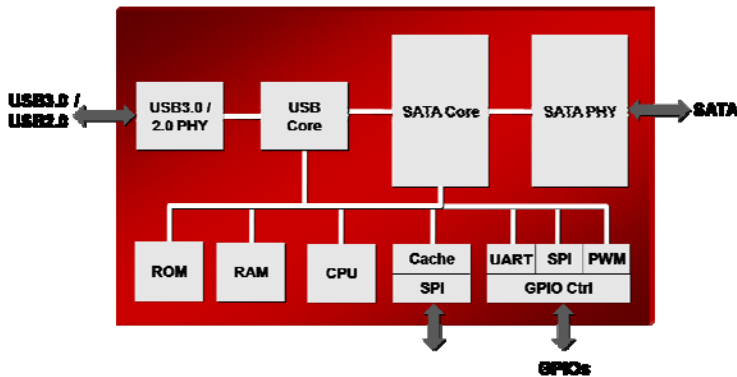 USB3.0 /
USB2.0
USB3.0 /
2.0 PHY
USB
Core
SATA Core
SATA PHY
SATA
ROM
RAM
CPU
Cache
SPI
UART
SPI
PWM
GPIO Ctrl
GPIOs